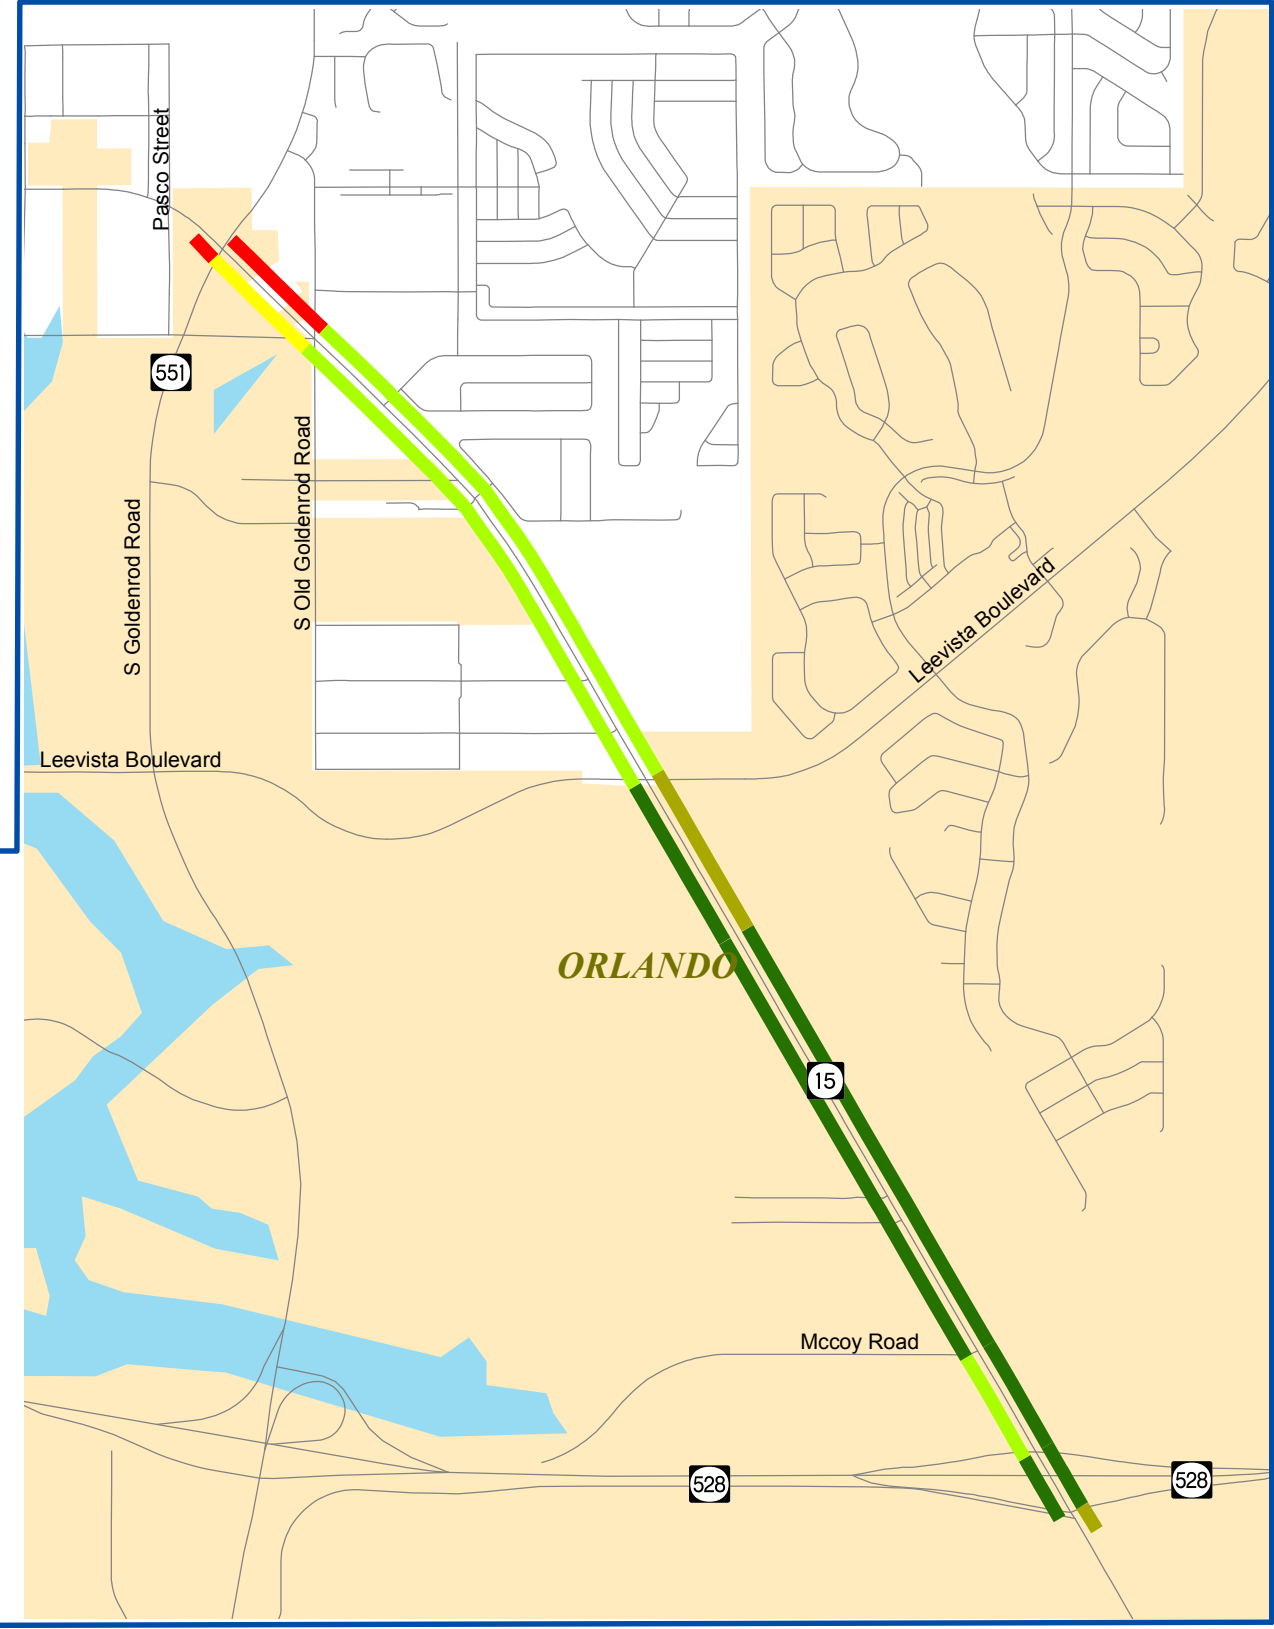 Pasco Street
551
S Old Goldenrod Road
S Goldenrod Road
Leevista Boulevard
Leevista Boulevard
ORLANDO
15
Mccoy Road
528
528